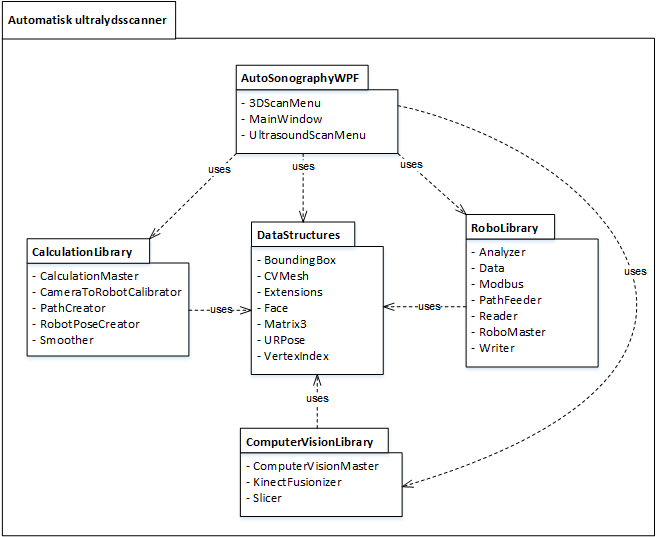 Automatisk ultralydsscanner
AutoSonographyWPF
- 3DScanMenu
- MainWindow
- UltrasoundScanMenu
uses
uses
uses
uses
CalculationLibrary
- CalculationMaster
- CameraToRobotCalibrator
- PathCreator
- RobotPoseCreator
- Smoother
uses
DataStructures
- BoundingBox
- CVMesh
- Extensions
- Face
- Matrix3
- URPose
- VertexIndex
uses
RoboLibrary
- Analyzer
- Data
- Modbus
- PathFeeder
- Reader
- RoboMaster
- Writer
uses
ComputerVisionLibrary
- ComputerVisionMaster
- KinectFusionizer
- Slicer